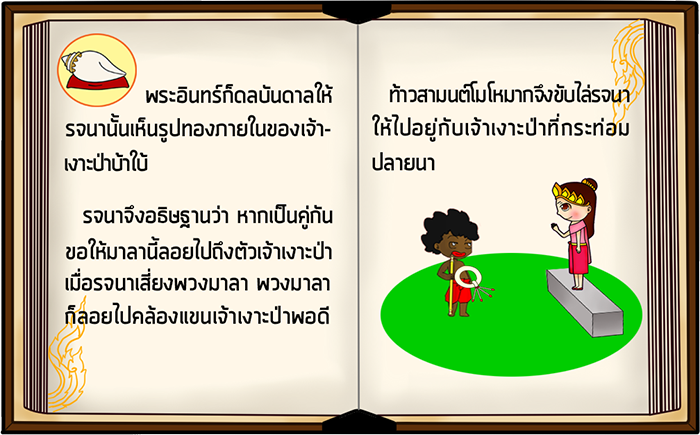 พระอินทร์ก็ดลบันดาลให้
รจนานั้นเห็นรูปทองภายในของเจ้า-
เงาะป่าบ้าใบ้
รจนาจึงอธิษฐานว่า หากเป็นคู่กัน
ขอให้มาลานี้ลอยไปถึงตัวเจ้าเงาะป่า
เมื่อรจนาเสี่ยงพวงมาลา พวงมาลา
ก็ลอยไปคล้องแขนเจ้าเงาะป่าพอดี
ท้าวสามนต์โมโหมากจึงขับไล่รจนา
ให้ไปอยู่กับเจ้าเงาะป่าที่กระท่อม
ปลายนา